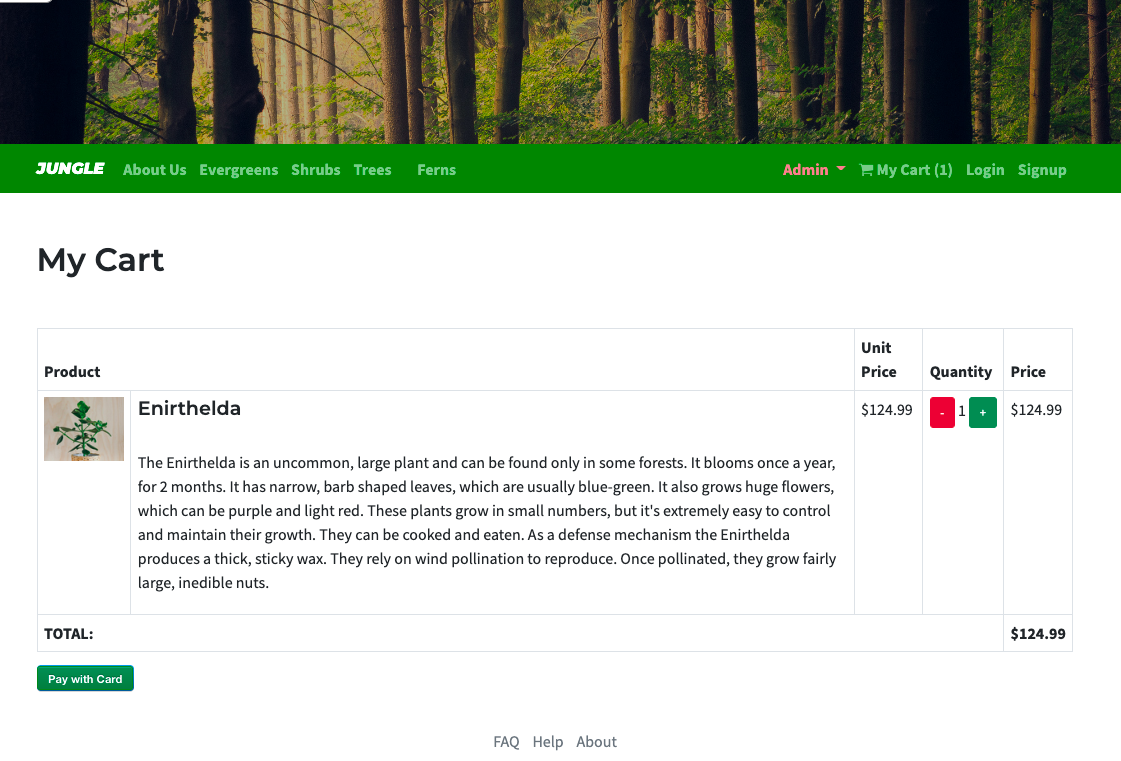 JUNGLE About Us Evergreens Shrubs Trees Ferns Admin My Cart (1) Login Signup
My Cart
Product Unit Price Quantity Price
Enirthelda $124.99 - 1 + $124.99
The Enirthelda is an uncommon, large plant and can be found only in some forests. It blooms once a year,
for 2 months. It has narrow, barb shaped leaves, which are usually blue-green. It also grows huge flowers,
which can be purple and light red. These plants grow in small numbers, but it's extremely easy to control
and maintain their growth. They can be cooked and eaten. As a defense mechanism the Enirthelda
produces a thick, sticky wax. They rely on wind pollination to reproduce. Once pollinated, they grow fairly
large, inedible nuts.
TOTAL: $124.99
Pay with Card
FAQ Help About